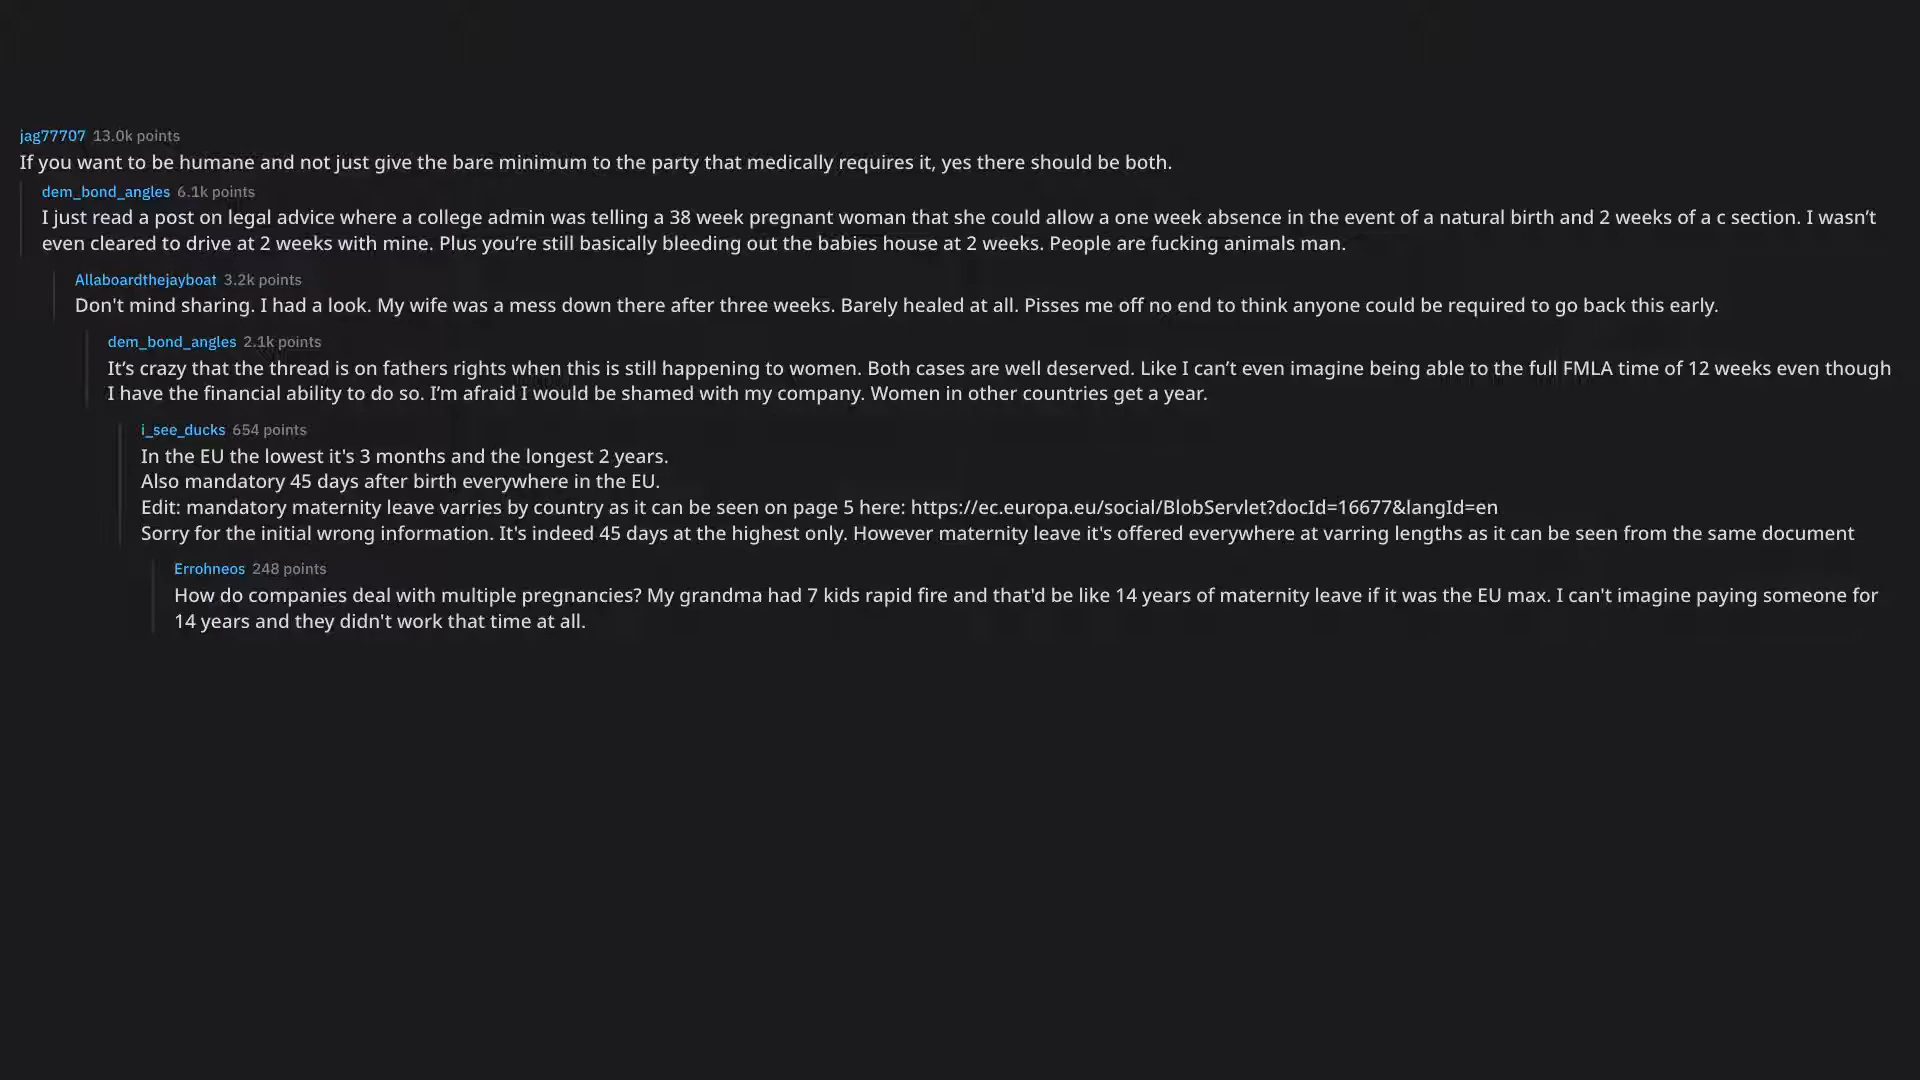 jag77707 13.0k points
If you want to be humane and not just give the bare minimum to the party that medically requires it, yes there should be both.
dem_bond_angles 6.1k points
I just read a post on legal advice where a college admin was telling a 38 week pregnant woman that she could allow a one week absence in the event of a natural birth and 2 weeks of a c section. I wasn’t
even cleared to drive at 2 weeks with mine. Plus you’re still basically bleeding out the babies house at 2 weeks. People are fucking animals man.
Allaboardthejayboat 3.2k points
Don't mind sharing. I had a look. My wife was a mess down there after three weeks. Barely healed at all. Pisses me off no end to think anyone could be required to go back this early.
dem_bond_angles 2.1k points
It’s crazy that the thread is on fathers rights when this is still happening to women. Both cases are well deserved. Like I can’t even imagine being able to the full FMLA time of 12 weeks even though
I have the financial ability to do so. I’m afraid I would be shamed with my company. Women in other countries get a year.
i_see_ducks 654 points
In the EU the lowest it's 3 months and the longest 2 years.
Also mandatory 45 days after birth everywhere in the EU.
Edit: mandatory maternity leave varries by country as it can be seen on page 5 here: https://ec.europa.eu/social/BlobServlet?docId=16677&langId=en
Sorry for the initial wrong information. It's indeed 45 days at the highest only. However maternity leave it's offered everywhere at varring lengths as it can be seen from the same document
Errohneos 248 points
How do companies deal with multiple pregnancies? My grandma had 7 kids rapid fire and that'd be like 14 years of maternity leave if it was the EU max. I can't imagine paying someone for
14 years and they didn't work that time at all.